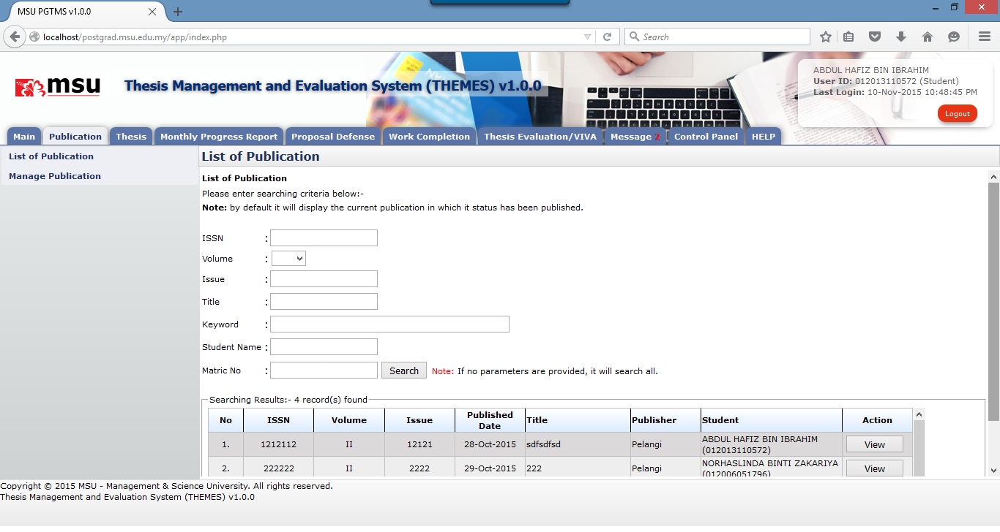 MSU PGTMS v1.0.0
localhost/postgrad.msu.edu.my/app/index.php
Search
msu
Thesis Management and Evaluation System (THEMES) v1.0.0
ABDUL HAFIZ BIN IBRAHIM
User ID: 012013110572 (Student)
Last Login: 10-Nov-2015 10:48:45 PM
Logout
Main Publication Thesis Monthly Progress Report Proposal Defense Work Completion Thesis Evaluation/VIVA Message 2 Control Panel HELP
List of Publication
Manage Publication
List of Publication
List of Publication
Please enter searching criteria below:-
Note: by default it will display the current publication in which it status has been published.
ISSN :
Volume :
Issue :
Title :
Keyword :
Student Name :
Matric No : Search Note: If no parameters are provided, it will search all.
Searching Results:- 4 record(s) found
No ISSN Volume Issue Published Date Title Publisher Student Action
1. 1212112 II 12121 28-Oct-2015 sdfsdfsd Pelangi ABDUL HAFIZ BIN IBRAHIM (012013110572) View
2. 222222 II 2222 29-Oct-2015 222 Pelangi NORHASLINDA BINTI ZAKARIYA (012006051796) View
Copyright © 2015 MSU - Management & Science University. All rights reserved.
Thesis Management and Evaluation System (THEMES) v1.0.0